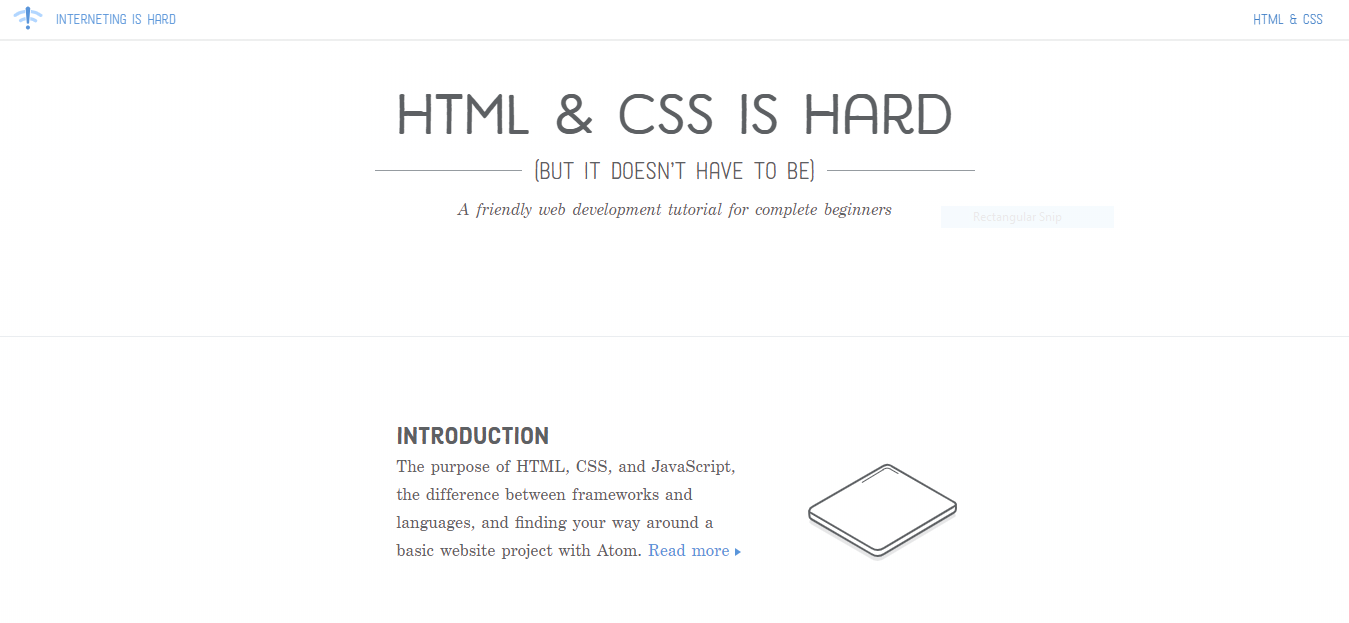 INTERNETING IS HARD
HTML & CSS
HTML & CSS IS HARD
(BUT IT DOESN'T HAVE TO BE)
A friendly web development tutorial for complete beginners
Rectangular Snip
INTRODUCTION
The purpose of HTML, CSS, and JavaScript,
the difference between frameworks and
languages, and finding your way around a
basic website project with Atom. Read more